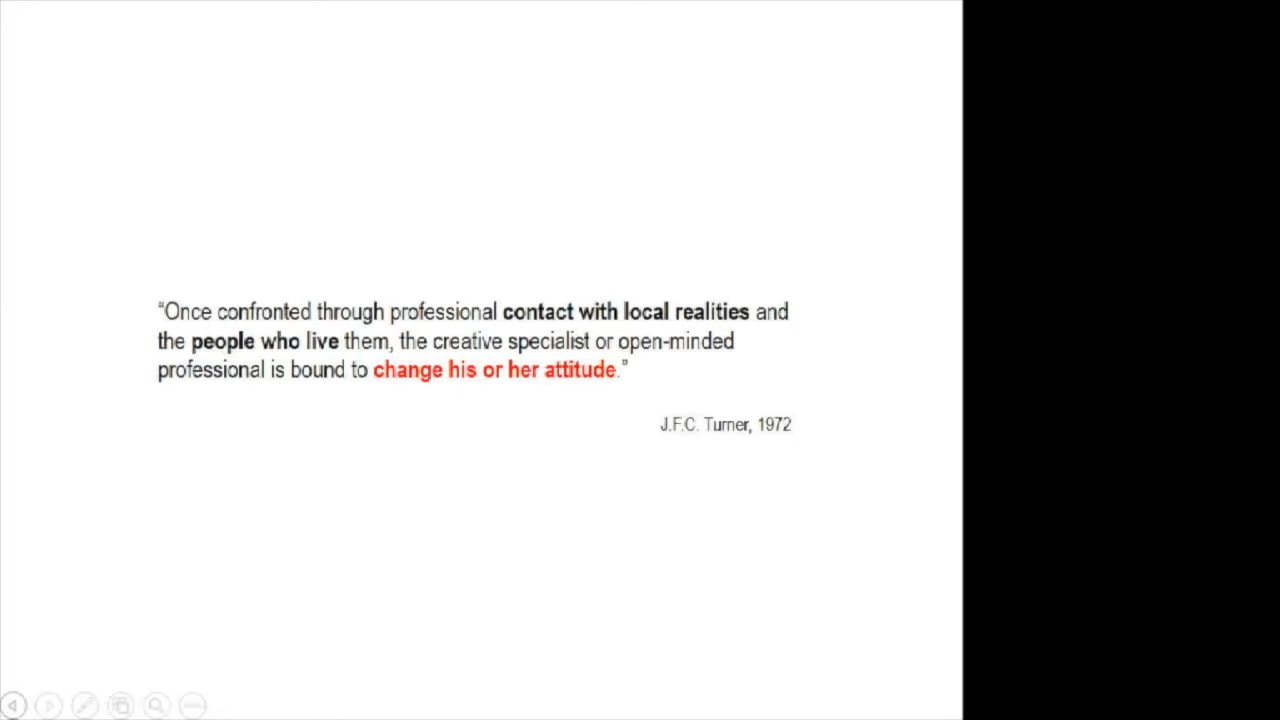 “Once confronted through professional contact with local realities and
the people who live them, the creative specialist or open-minded
professional is bound to change his or her attitude.”
J.F.C. Turner, 1972